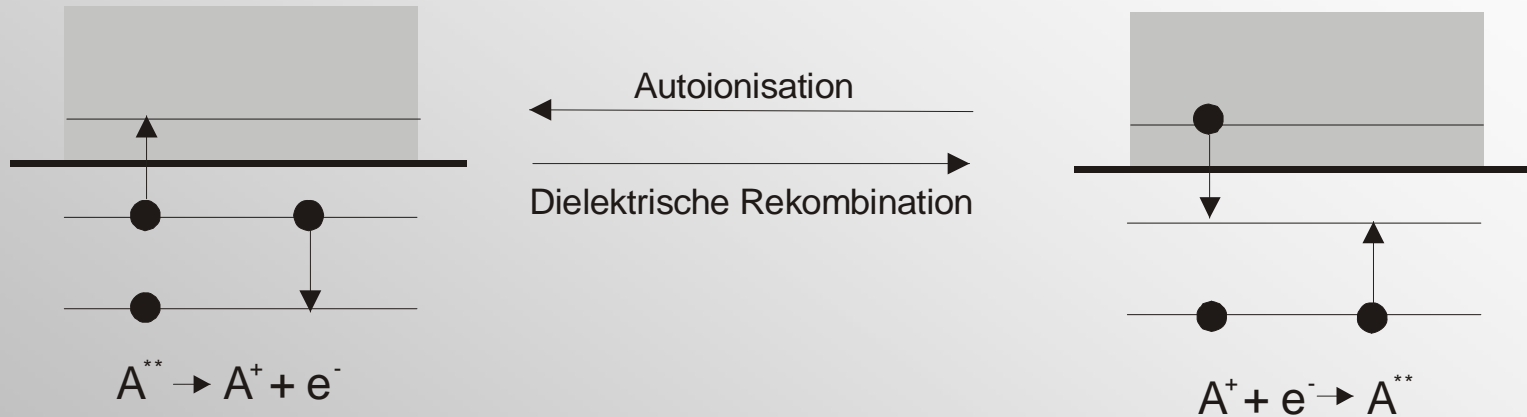 Autoionisation
Dielektrische Rekombination
A** → A⁺ + e⁻
A⁺ + e⁻ → A**